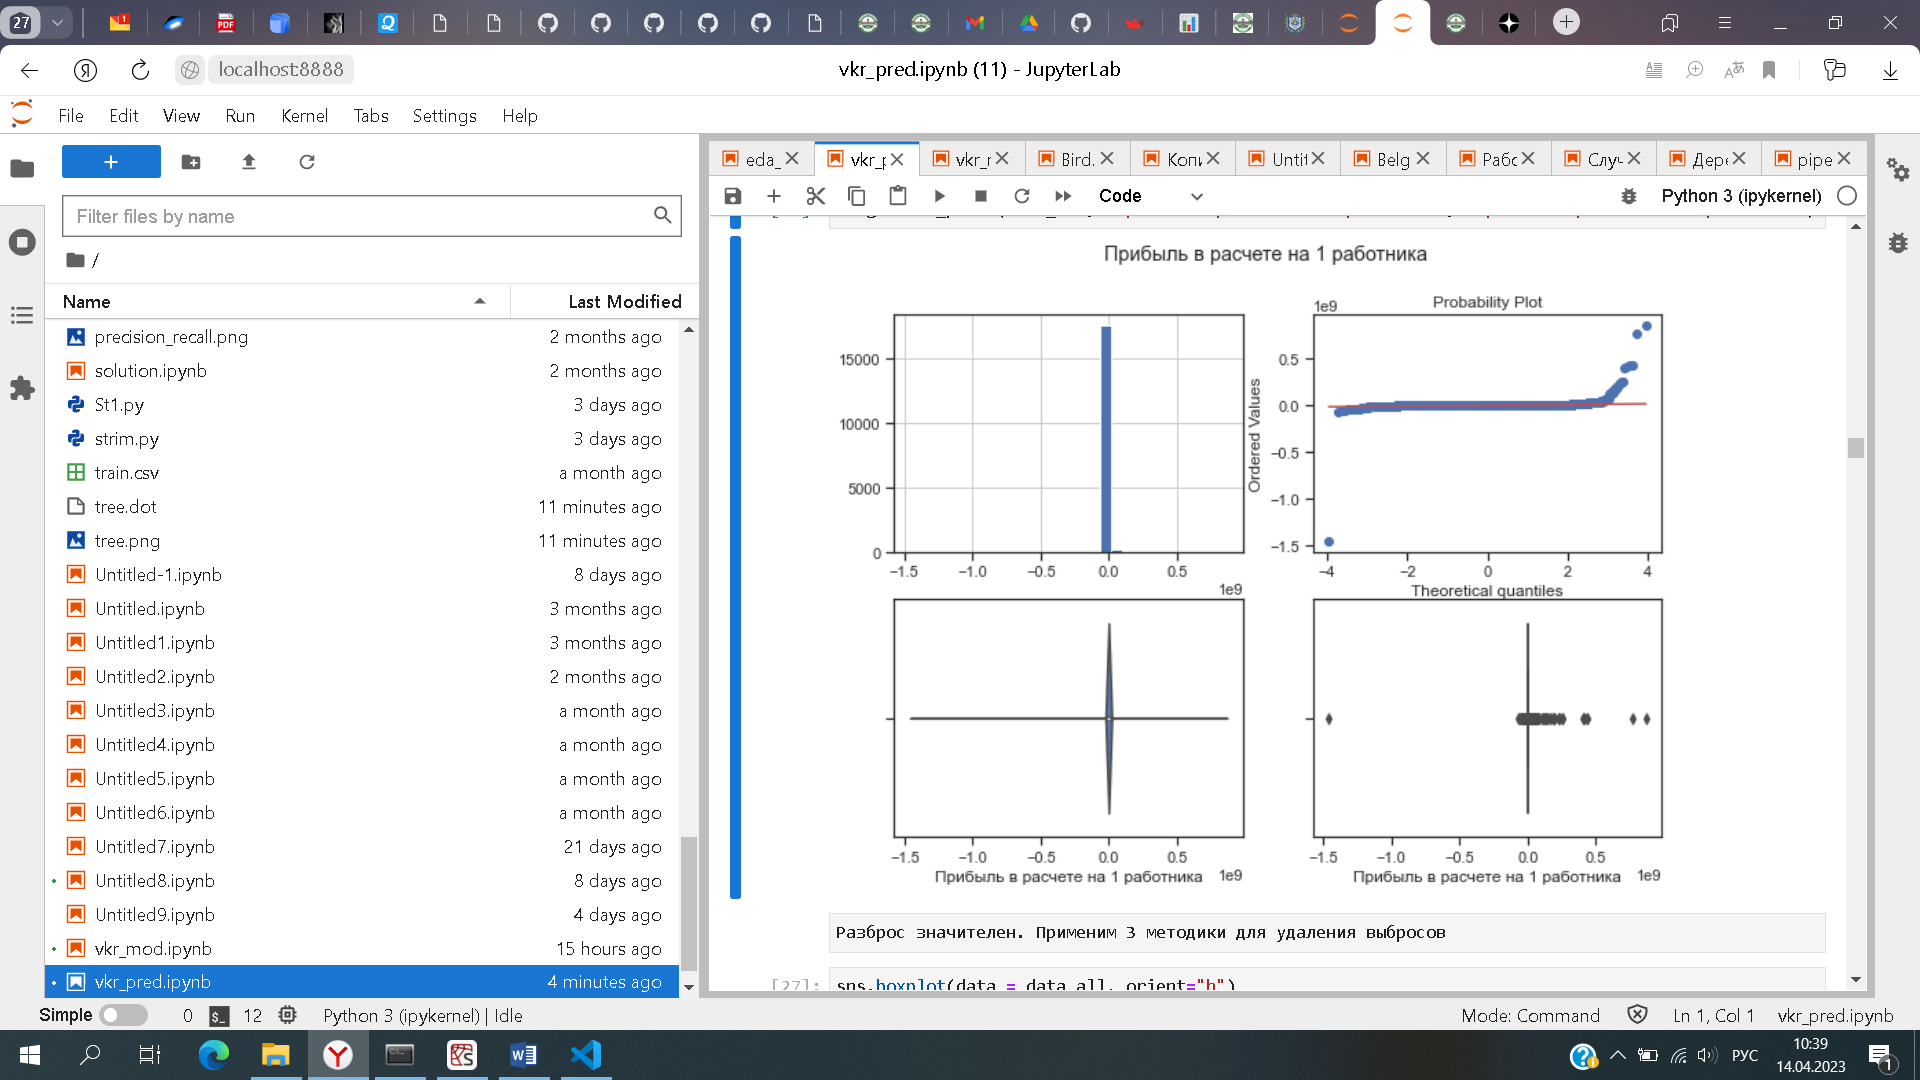 27
localhost:8888
vkr_pred.ipynb (11) - JupyterLab
File Edit View Run Kernel Tabs Settings Help
Filter files by name
/
Name Last Modified
precision_recall.png 2 months ago
solution.ipynb 2 months ago
St1.py 3 days ago
strim.py 3 days ago
train.csv a month ago
tree.dot 11 minutes ago
tree.png 11 minutes ago
Untitled-1.ipynb 8 days ago
Untitled.ipynb 3 months ago
Untitled1.ipynb 3 months ago
Untitled2.ipynb 2 months ago
Untitled3.ipynb a month ago
Untitled4.ipynb a month ago
Untitled5.ipynb a month ago
Untitled6.ipynb a month ago
Untitled7.ipynb 21 days ago
Untitled8.ipynb 8 days ago
Untitled9.ipynb 4 days ago
vkr_mod.ipynb 15 hours ago
vkr_pred.ipynb 4 minutes ago
eda_ vkr_p vkr_r Bird. Копи Untit Belg Рабо Случ Дере pipe
Code Python 3 (ipykernel)
Прибыль в расчете на 1 работника
15000
10000
5000
0
−1.5 −1.0 −0.5 0.0 0.5
1e9
1e9
Probability Plot
Ordered Values
0.5
0.0
−0.5
−1.0
−1.5
−4 −2 0 2 4
Theoretical quantiles
−1.5 −1.0 −0.5 0.0 0.5
Прибыль в расчете на 1 работника 1e9
−1.5 −1.0 −0.5 0.0 0.5
Прибыль в расчете на 1 работника 1e9
Разброс значителен. Применим 3 методики для удаления выбросов
[27]: sns.boxplot(data = data_all, orient="h")
Simple 0 12 Python 3 (ipykernel) | Idle Mode: Command Ln 1, Col 1 vkr_pred.ipynb
РУС
10:39
14.04.2023
1